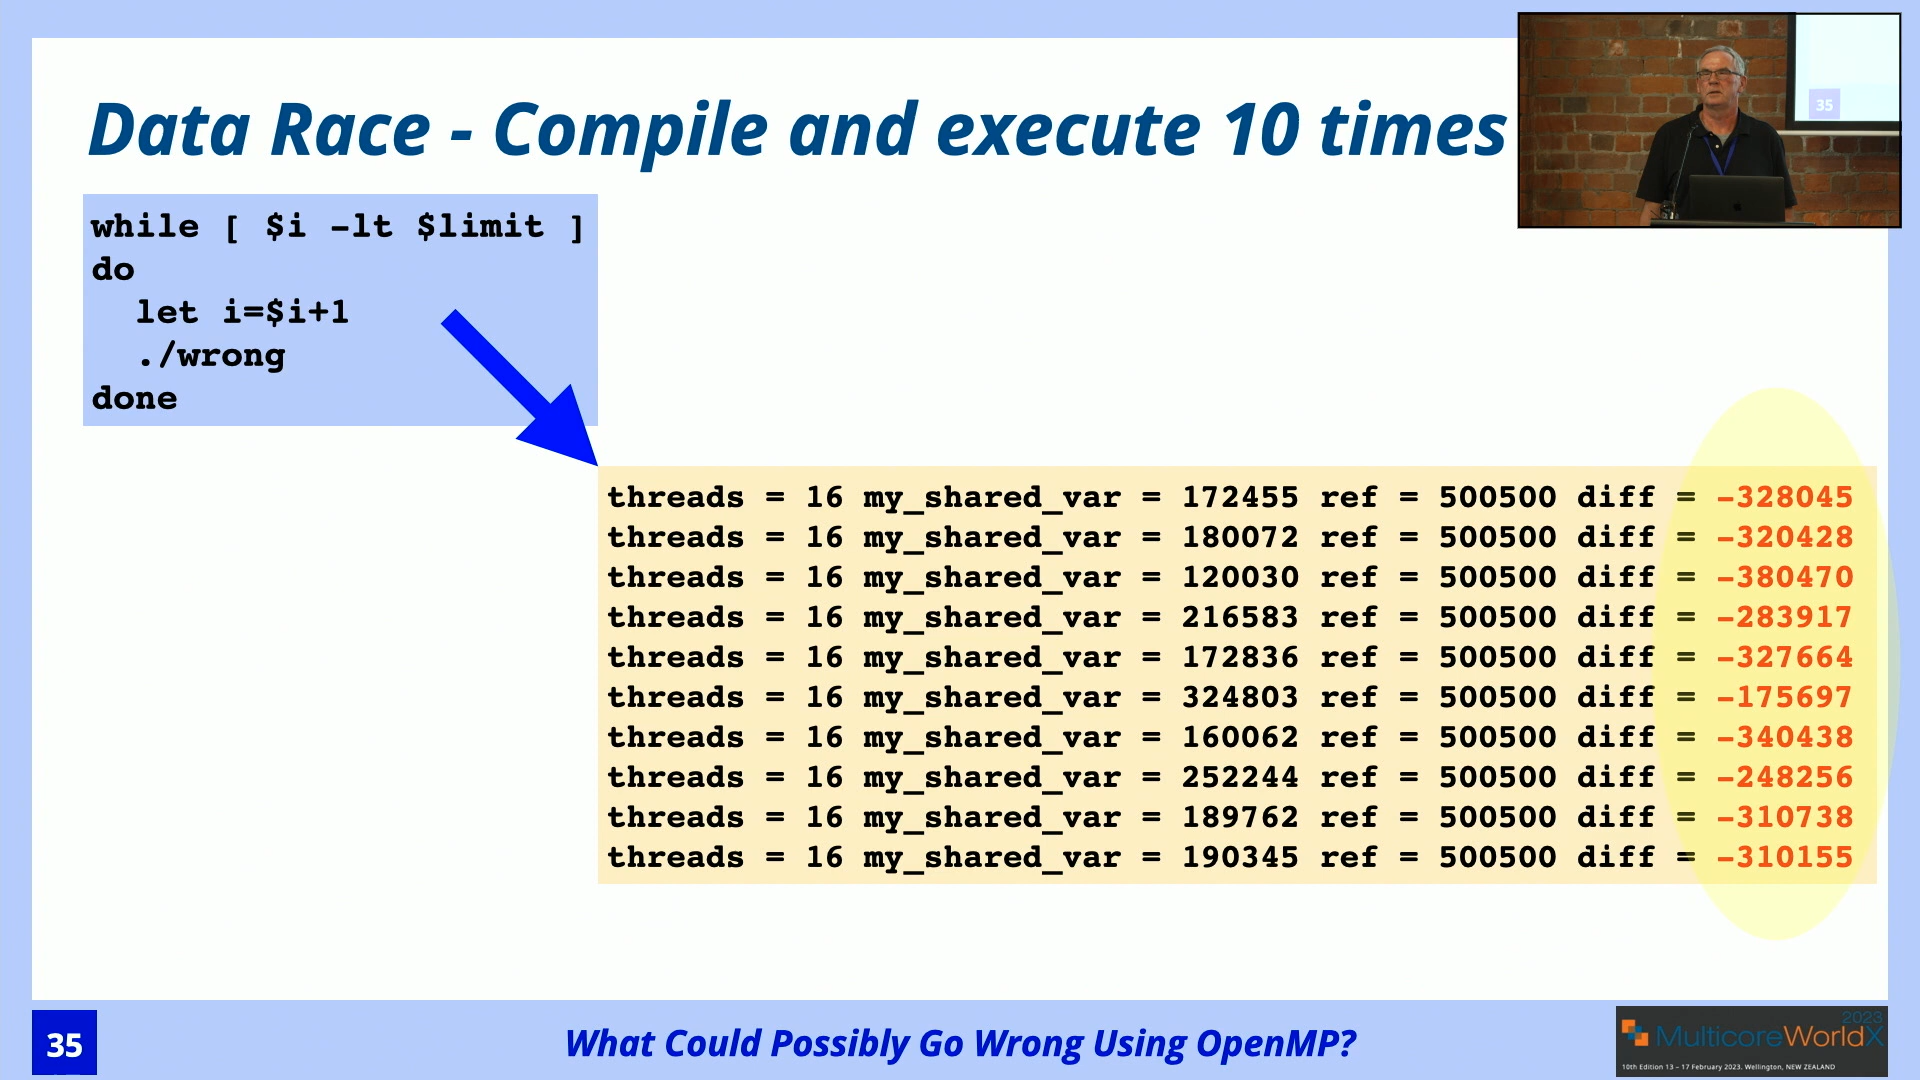 Data Race - Compile and execute 10 times
35
while [ $i -lt $limit ]
do
let i=$i+1
./wrong
done
threads = 16 my_shared_var = 172455 ref = 500500 diff = -328045
threads = 16 my_shared_var = 180072 ref = 500500 diff = -320428
threads = 16 my_shared_var = 120030 ref = 500500 diff = -380470
threads = 16 my_shared_var = 216583 ref = 500500 diff = -283917
threads = 16 my_shared_var = 172836 ref = 500500 diff = -327664
threads = 16 my_shared_var = 324803 ref = 500500 diff = -175697
threads = 16 my_shared_var = 160062 ref = 500500 diff = -340438
threads = 16 my_shared_var = 252244 ref = 500500 diff = -248256
threads = 16 my_shared_var = 189762 ref = 500500 diff = -310738
threads = 16 my_shared_var = 190345 ref = 500500 diff = -310155
35
What Could Possibly Go Wrong Using OpenMP?
2023
MulticoreWorldX
10th Edition 13 – 17 February 2023. Wellington, NEW ZEALAND